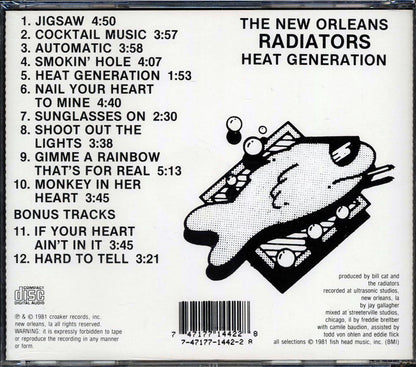 1. JIGSAW 4:50
2. COCKTAIL MUSIC 3:57
3. AUTOMATIC 3:58
4. SMOKIN' HOLE 4:07
5. HEAT GENERATION 1:53
6. NAIL YOUR HEART
TO MINE 4:40
7. SUNGLASSES ON 2:30
8. SHOOT OUT THE
LIGHTS 3:38
9. GIMME A RAINBOW
THAT'S FOR REAL 5:13
10. MONKEY IN HER
HEART 3:45
BONUS TRACKS
11. IF YOUR HEART
AIN'T IN IT 3:45
12. HARD TO TELL 3:21
THE NEW ORLEANS
RADIATORS
HEAT GENERATION
COMPACT
disc
DIGITAL AUDIO
℗ & © 1981 croaker records, inc.
new orleans, la all rights reserved.
WARNING: it is expressly forbidden to tape
or reproduce the recording in any manner
or form.
7 47177 14422 8
7-47177-1442-2 A
produced by bill cat and
the radiators
recorded at ultrasonic studios,
new orleans, la
by jay gallagher
mixed at streeterville studios,
chicago, il by freddie breitber
with camile baudion, assisted by
todd von ohlen and eddie flick
all selections © 1981 fish head music, inc. (BMI)